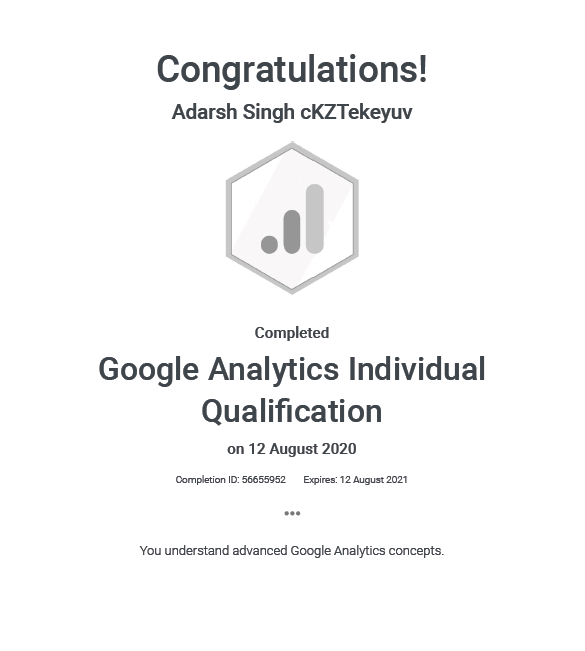 Congratulations!
Adarsh Singh cKZTekeyuv
Completed
Google Analytics Individual
Qualification
on 12 August 2020
Completion ID: 56655952 Expires: 12 August 2021
•••
You understand advanced Google Analytics concepts.